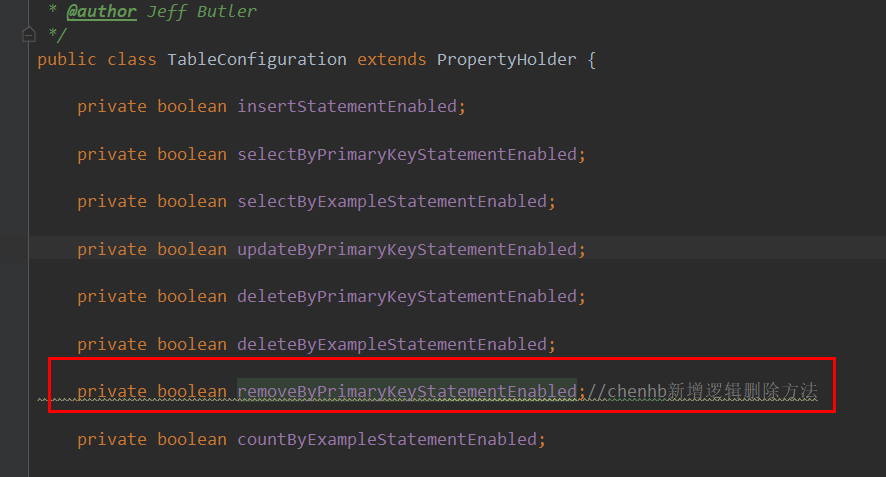 * @author Jeff Butler
*/
public class TableConfiguration extends PropertyHolder {
private boolean insertStatementEnabled;
private boolean selectByPrimaryKeyStatementEnabled;
private boolean selectByExampleStatementEnabled;
private boolean updateByPrimaryKeyStatementEnabled;
private boolean deleteByPrimaryKeyStatementEnabled;
private boolean deleteByExampleStatementEnabled;
private boolean removeByPrimaryKeyStatementEnabled;//chenhb新增逻辑删除方法
private boolean countByExampleStatementEnabled;